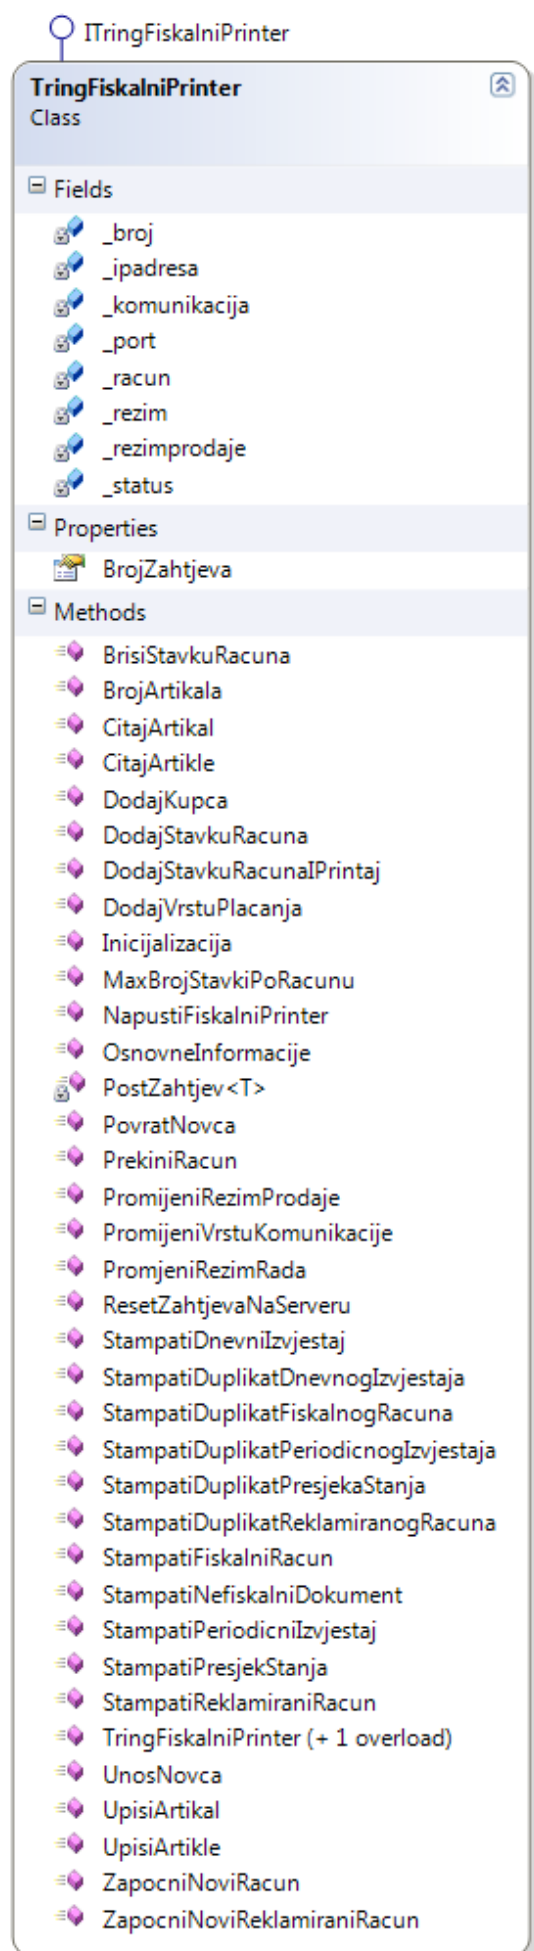 ITringFiskalniPrinter
TringFiskalniPrinter
Class
Fields
_broj
_ipadresa
_komunikacija
_port
_racun
_rezim
_rezimprodaje
_status
Properties
BrojZahtjeva
Methods
BrisiStavkuRacuna
BrojArtikala
CitajArtikal
CitajArtikle
DodajKupca
DodajStavkuRacuna
DodajStavkuRacunaIPrintaj
DodajVrstuPlacanja
Inicijalizacija
MaxBrojStavkiPoRacunu
NapustiFiskalniPrinter
OsnovneInformacije
PostZahtjev<T>
PovratNovca
PrekiniRacun
PromijeniRezimProdaje
PromijeniVrstuKomunikacije
PromjeniRezimRada
ResetZahtjevaNaServeru
StampatiDnevniIzvjestaj
StampatiDuplikatDnevnogIzvjestaja
StampatiDuplikatFiskalnogRacuna
StampatiDuplikatPeriodicnogIzvjestaja
StampatiDuplikatPresjekaStanja
StampatiDuplikatReklamiranogRacuna
StampatiFiskalniRacun
StampatiNefiskalniDokument
StampatiPeriodicniIzvjestaj
StampatiPresjekStanja
StampatiReklamiraniRacun
TringFiskalniPrinter (+ 1 overload)
UnosNovca
UpisiArtikal
UpisiArtikle
ZapocniNoviRacun
ZapocniNoviReklamiraniRacun